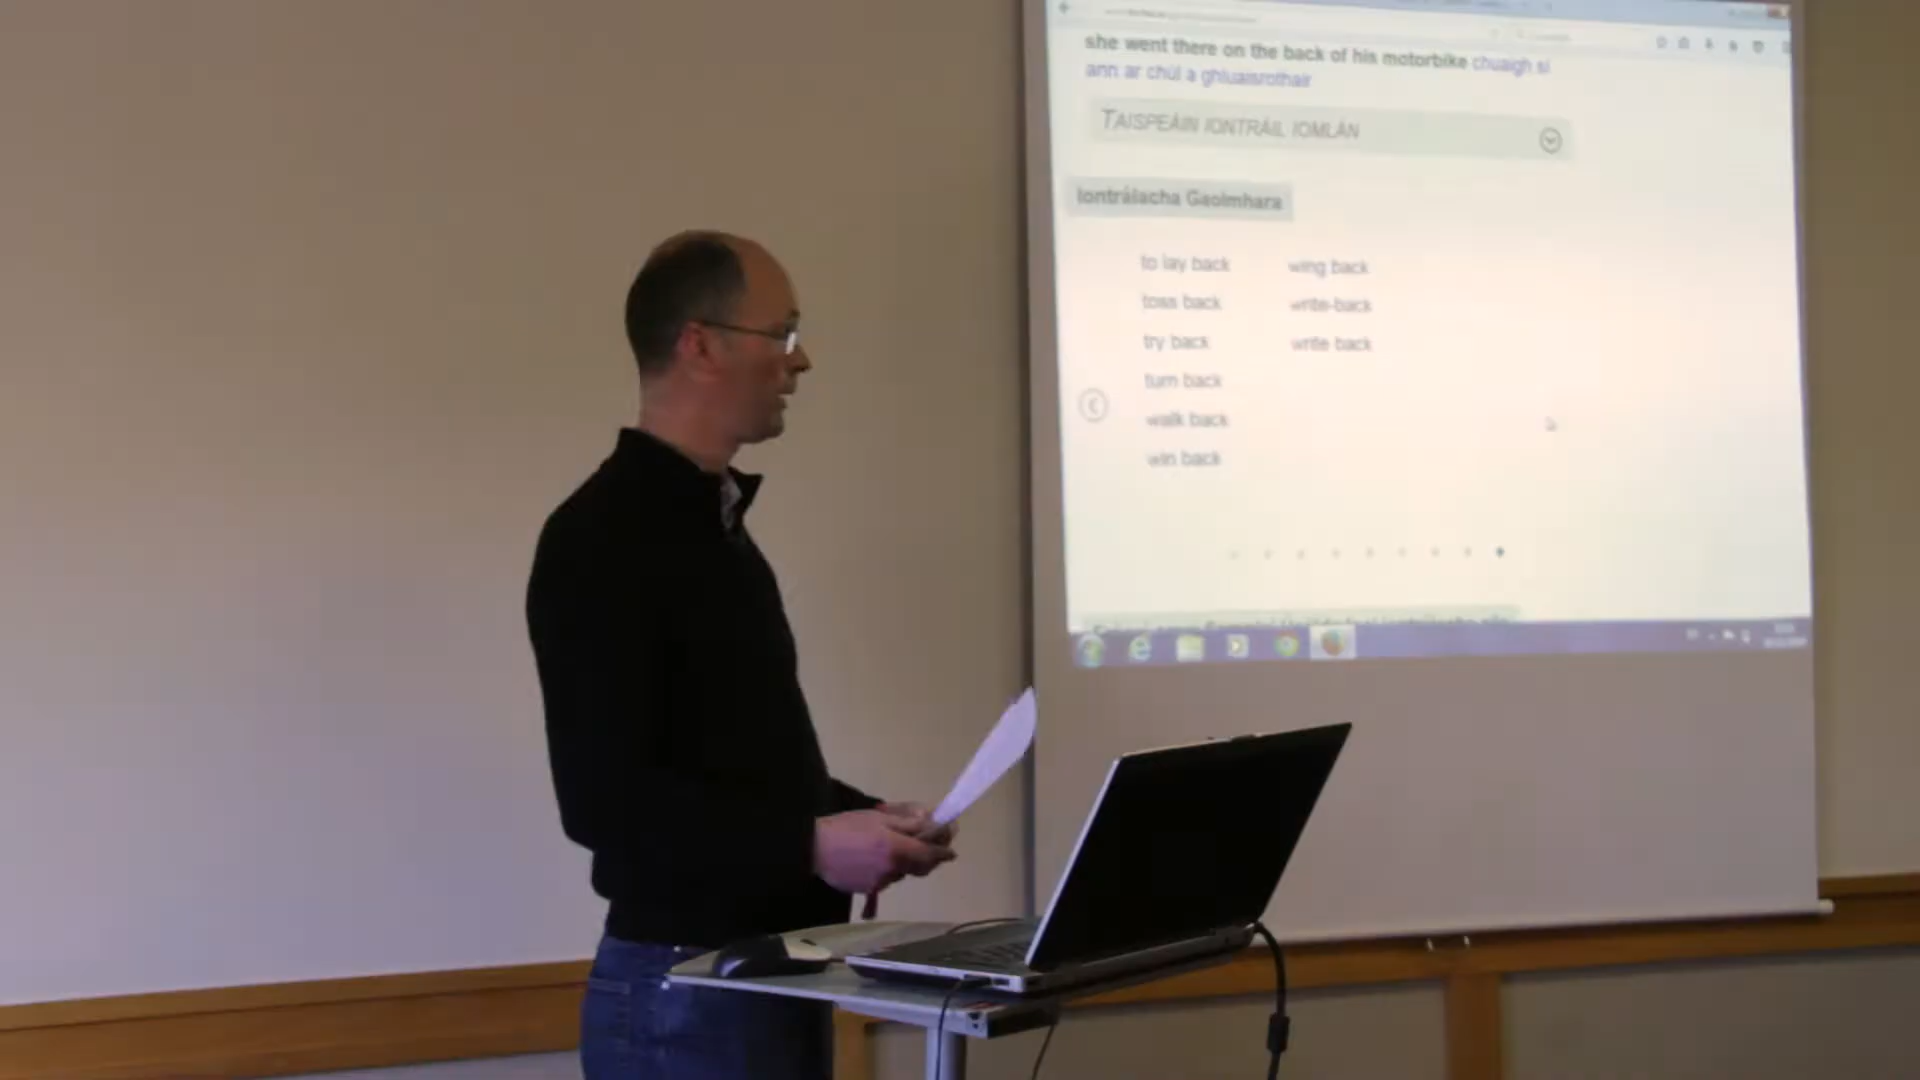 she went there on the back of his motorbike chuaigh sí
ann ar chúl a ghluaisrothair
TAISPEÁIN IONTRÁIL IOMLÁN
Iontrálacha Gaolmhara
to lay back
toss back
try back
turn back
walk back
win back
wing back
write-back
write back